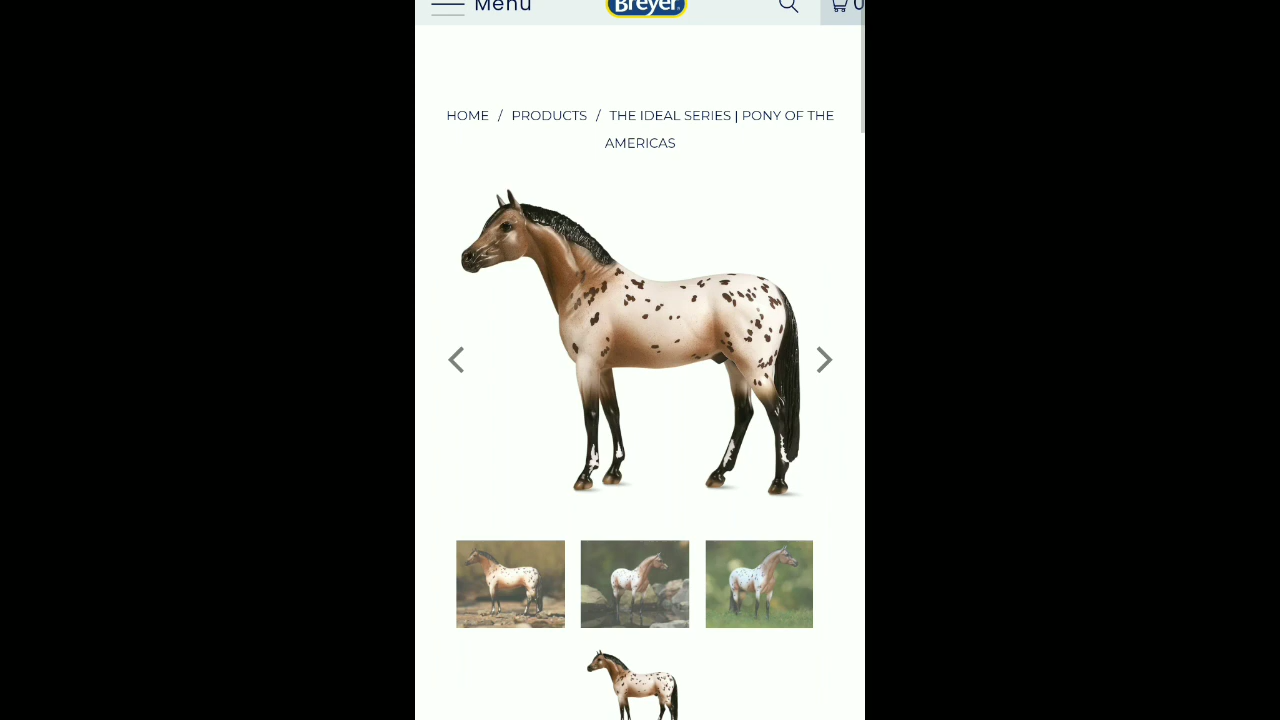 Menu
Breyer
0
HOME / PRODUCTS / THE IDEAL SERIES | PONY OF THE
AMERICAS